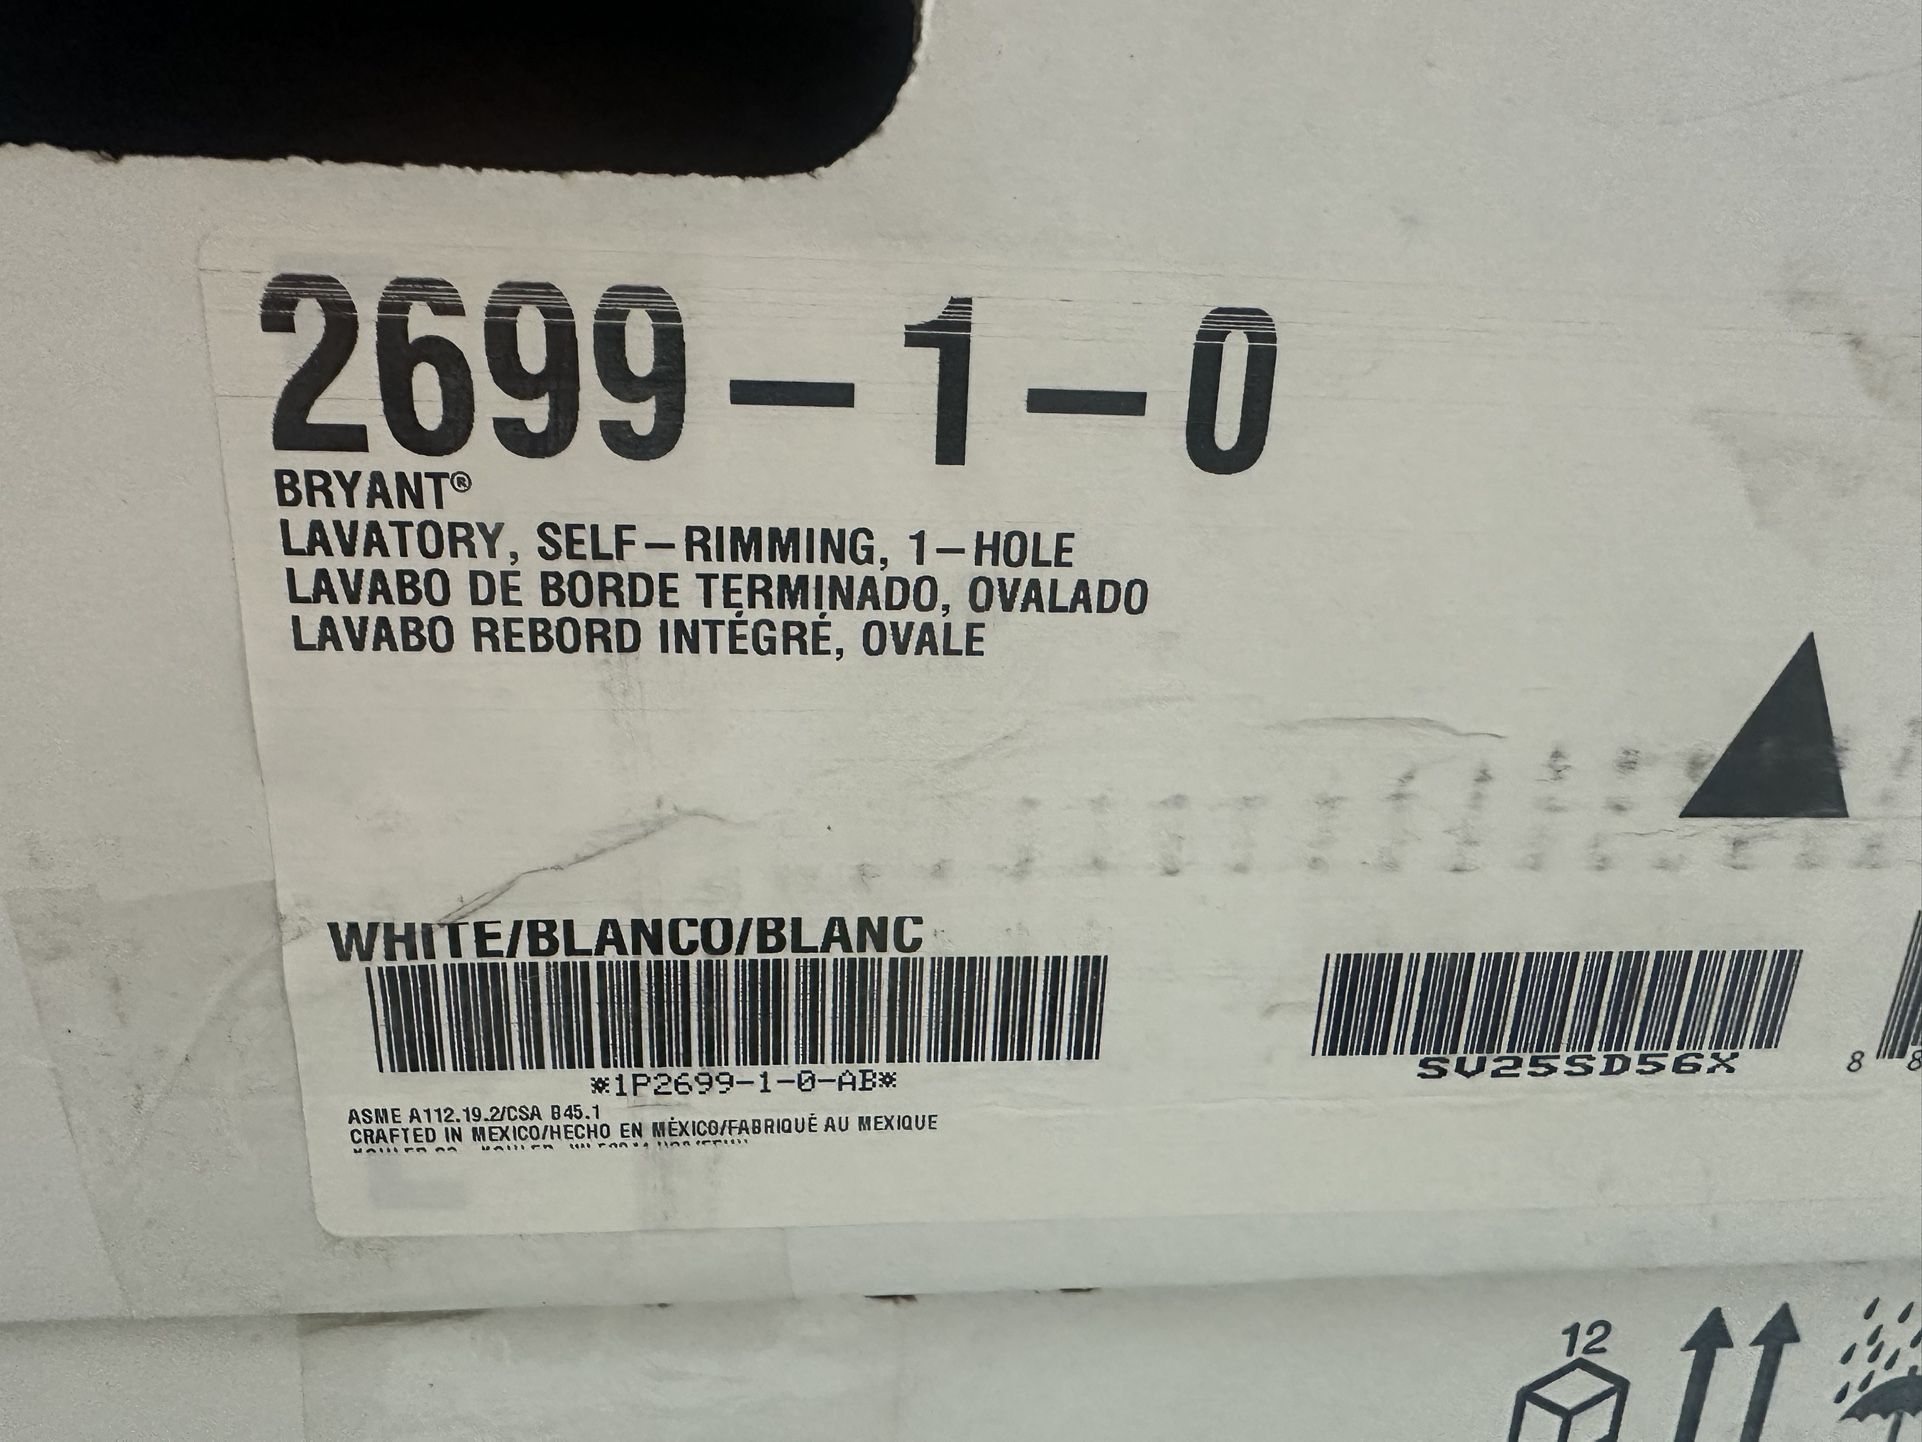 2699-1-0
BRYANT®
LAVATORY, SELF-RIMMING, 1-HOLE
LAVABO DE BORDE TERMINADO, OVALADO
LAVABO REBORD INTÉGRÉ, OVALE
WHITE/BLANCO/BLANC
*1P2699-1-0-AB*
SV25SD56X
8 8
ASME A112.19.2/CSA B45.1
CRAFTED IN MEXICO/HECHO EN MÉXICO/FABRIQUÉ AU MEXIQUE
12